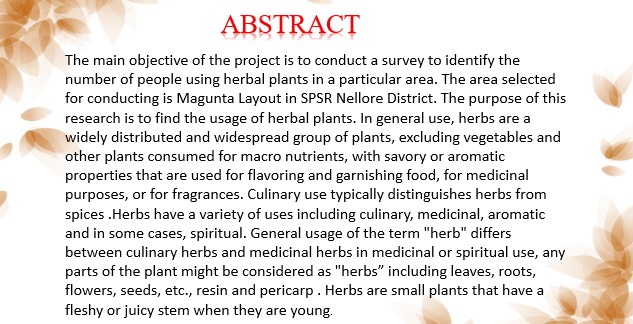 ABSTRACT
The main objective of the project is to conduct a survey to identify the
number of people using herbal plants in a particular area. The area selected
for conducting is Magunta Layout in SPSR Nellore District. The purpose of this
research is to find the usage of herbal plants. In general use, herbs are a
widely distributed and widespread group of plants, excluding vegetables and
other plants consumed for macro nutrients, with savory or aromatic
properties that are used for flavoring and garnishing food, for medicinal
purposes, or for fragrances. Culinary use typically distinguishes herbs from
spices .Herbs have a variety of uses including culinary, medicinal, aromatic
and in some cases, spiritual. General usage of the term "herb" differs
between culinary herbs and medicinal herbs in medicinal or spiritual use, any
parts of the plant might be considered as "herbs” including leaves, roots,
flowers, seeds, etc., resin and pericarp . Herbs are small plants that have a
fleshy or juicy stem when they are young.